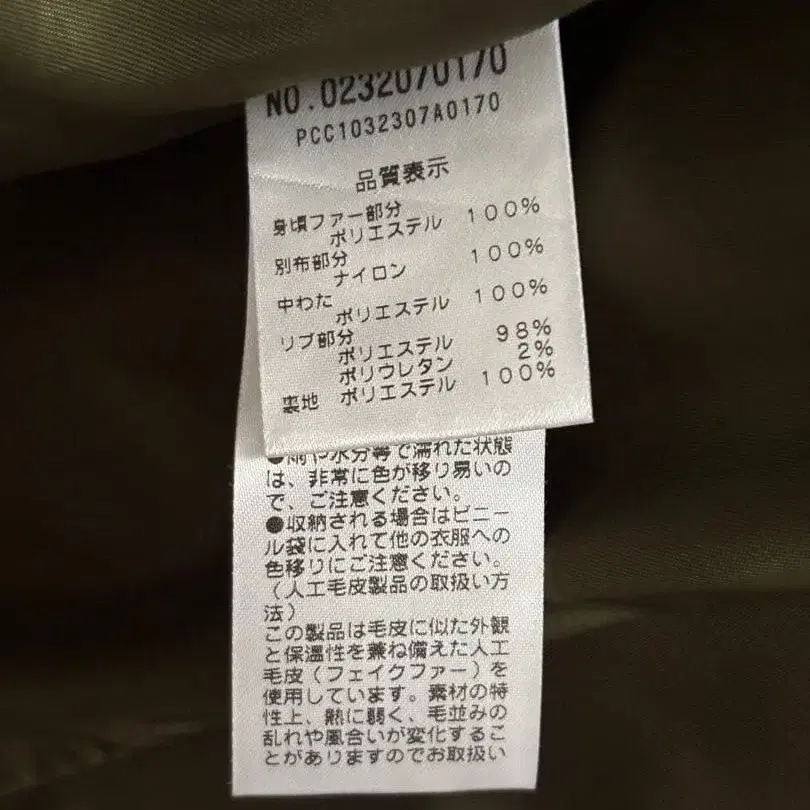 NO.0232070170
PCC1032307A0170
品質表示
身頃ファー部分
ポリエステル 100%
別布部分
ナイロン 100%
中わた
ポリエステル 100%
リブ部分
ポリエステル 98%
ポリウレタン 2%
裏地 ポリエステル 100%
●雨や水分等で濡れた状態
は、非常に色が移り易いの
で、ご注意ください。
●収納される場合はビニー
ル袋に入れて他の衣服への
色移りにご注意ください。
(人工毛皮製品の取扱い方
法)
この製品は毛皮に似た外観
と保温性を兼ね備えた人工
毛皮(フェイクファー)を
使用しています。素材の特
性上、熱に弱く、毛並みの
乱れや風合いが変化するこ
とがありますのでお取扱い